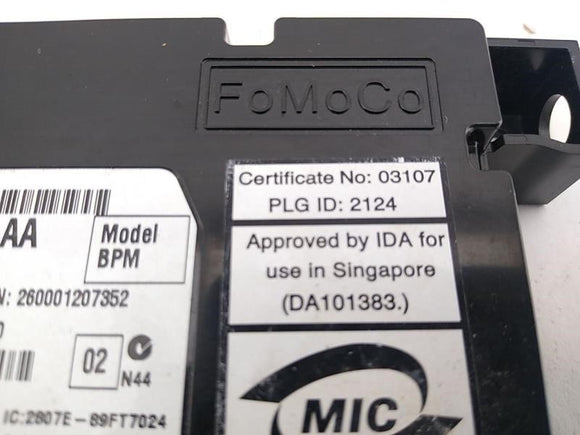 FoMoCo
AA
Model
BPM
N: 260001207352
02
N44
IC:2807E-89FT7024
Certificate No: 03107
PLG ID: 2124
Approved by IDA for
use in Singapore
(DA101383.)
MIC